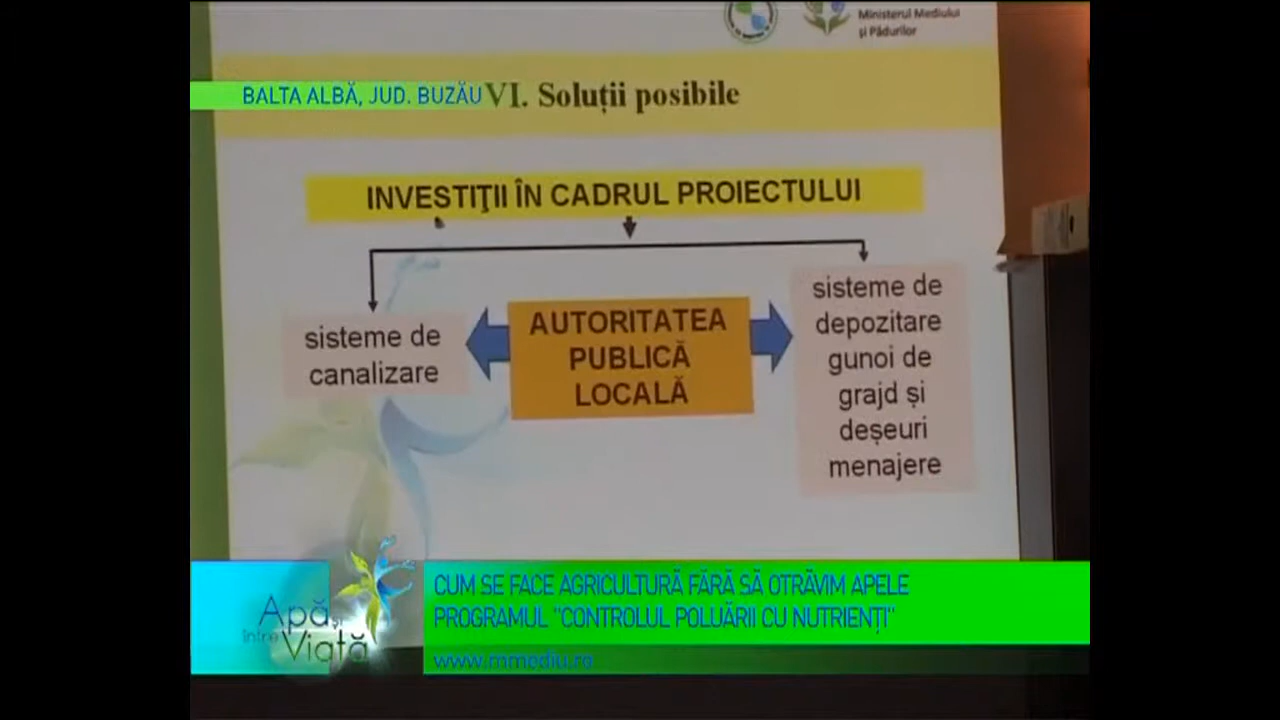 Ministerul Mediului
și Pădurilor
BALTA ALBĂ, JUD. BUZĂU
VI. Soluții posibile
INVESTIŢII ÎN CADRUL PROIECTULUI
sisteme de
canalizare
AUTORITATEA
PUBLICĂ
LOCALĂ
sisteme de
depozitare
gunoi de
grajd și
deșeuri
menajere
CUM SE FACE AGRICULTURĂ FĂRĂ SĂ OTRĂVIM APELE
PROGRAMUL "CONTROLUL POLUĂRII CU NUTRIENȚI"
www.mmediu.ro
Apă
și
între
Viață